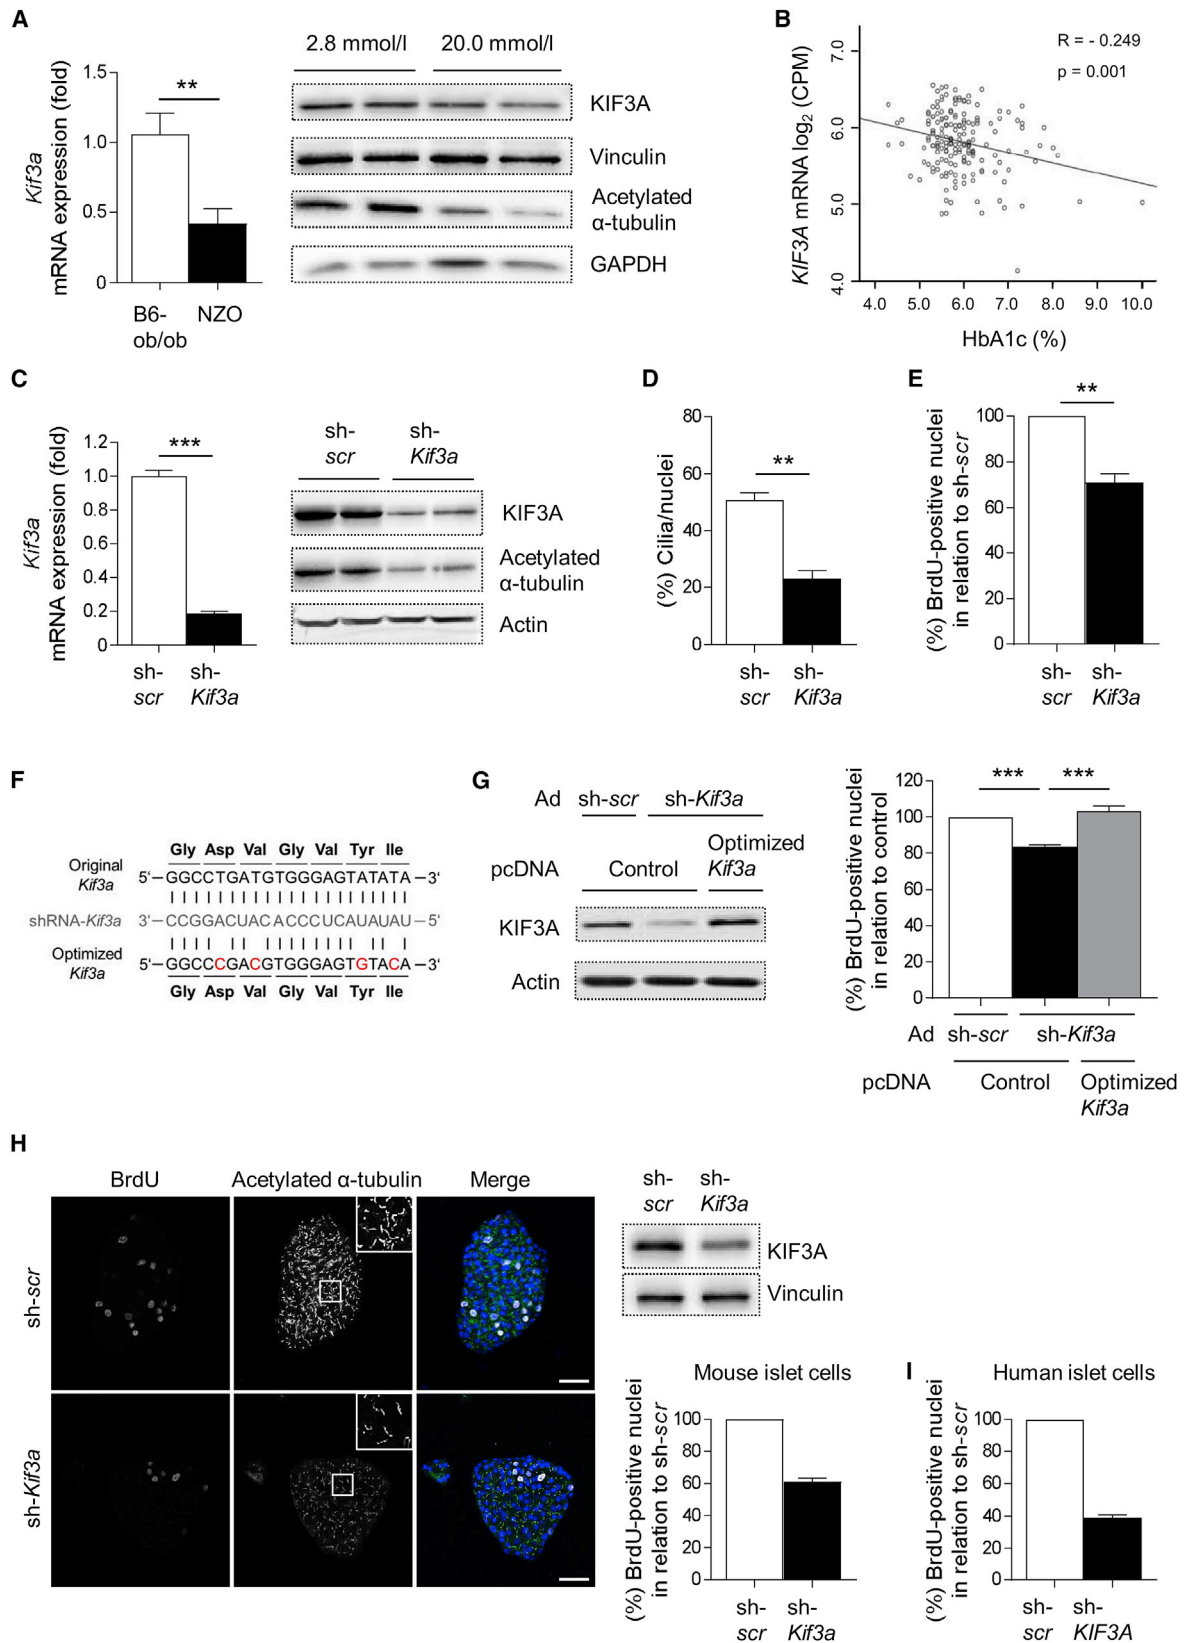 A
Kif3a
mRNA expression (fold)
1.5
1.0
0.5
0
**
B6-
ob/ob
NZO
2.8 mmol/l
20.0 mmol/l
KIF3A
Vinculin
Acetylated
α-tubulin
GAPDH
B
KIF3A mRNA log2 (CPM)
7.0
6.0
5.0
4.0
R = - 0.249
p = 0.001
4.0 5.0 6.0 7.0 8.0 9.0 10.0
HbA1c (%)
C
Kif3a
mRNA expression (fold)
1.2
1.0
0.8
0.6
0.4
0.2
0
***
sh-
scr
sh-
Kif3a
sh-
scr
sh-
Kif3a
KIF3A
Acetylated
α-tubulin
Actin
D
(%) Cilia/nuclei
80
60
40
20
0
**
sh-
scr
sh-
Kif3a
E
(%) BrdU-positive nuclei
in relation to sh-scr
100
80
60
40
20
0
**
sh-
scr
sh-
Kif3a
F
Gly Asp Val Gly Val Tyr Ile
Original
Kif3a
5‘–GGCCTGATGTGGGAGTATATA–3‘
shRNA-Kif3a 3‘–CCGGACUACACCCUCAUAUAU–5‘
Optimized
Kif3a
5‘–GGCCCGACGTGGGAGTGTACA–3‘
Gly Asp Val Gly Val Tyr Ile
G
Ad sh-scr sh-Kif3a
pcDNA Control
Optimized
Kif3a
KIF3A
Actin
(%) BrdU-positive nuclei
in relation to control
120
100
80
60
40
20
0
*** ***
Ad sh-scr sh-Kif3a
pcDNA Control Optimized
Kif3a
H
BrdU Acetylated α-tubulin Merge
sh-scr
sh-Kif3a
sh-
scr
sh-
Kif3a
KIF3A
Vinculin
Mouse islet cells
(%) BrdU-positive nuclei
in relation to sh-scr
100
80
60
40
20
0
sh-
scr
sh-
Kif3a
I
Human islet cells
(%) BrdU-positive nuclei
in relation to sh-scr
100
80
60
40
20
0
sh-
scr
sh-
KIF3A